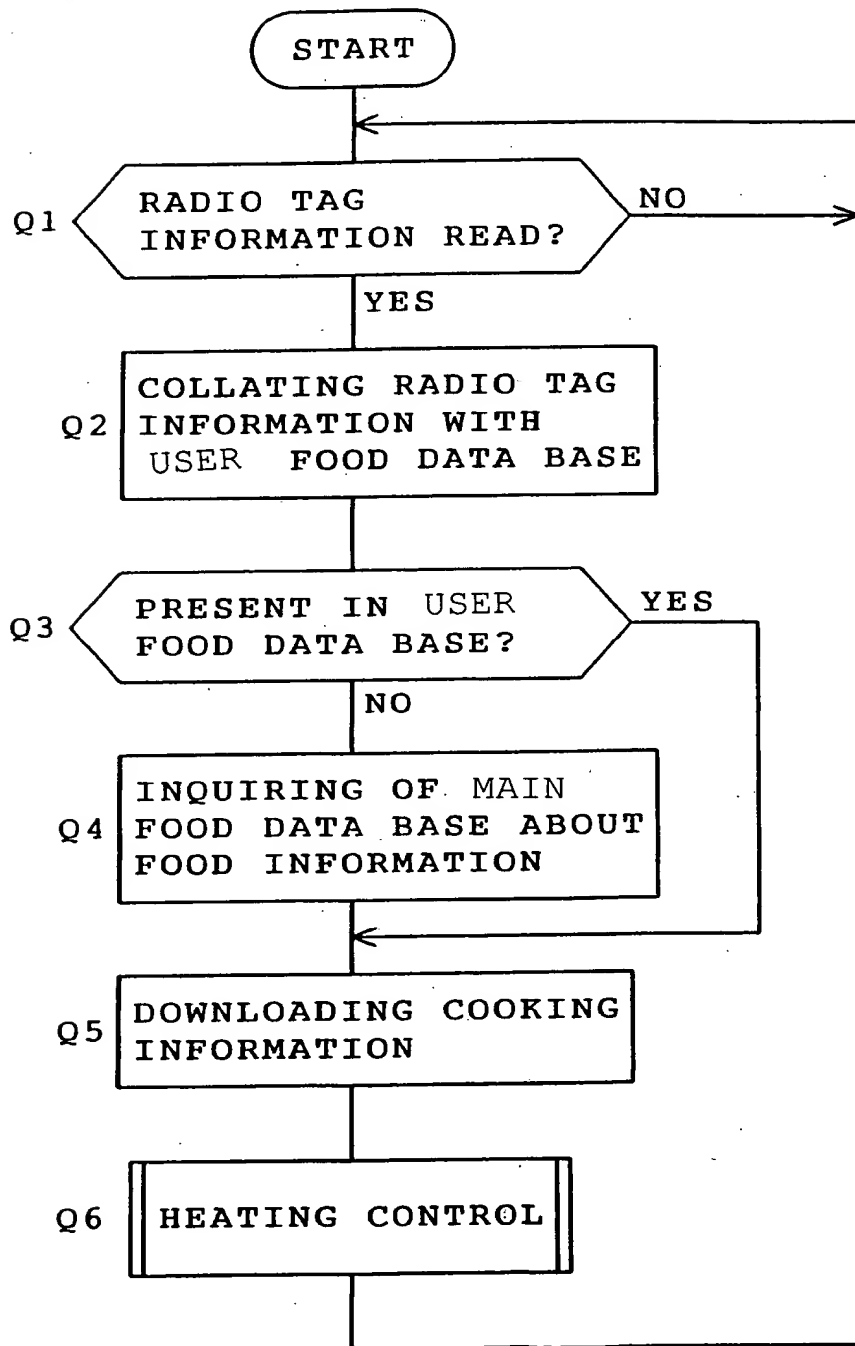 START
Q1
RADIO TAG
INFORMATION READ?
NO
YES
Q2
COLLATING RADIO TAG
INFORMATION WITH
USER FOOD DATA BASE
Q3
PRESENT IN USER
FOOD DATA BASE?
YES
NO
Q4
INQUIRING OF MAIN
FOOD DATA BASE ABOUT
FOOD INFORMATION
Q5
DOWNLOADING COOKING
INFORMATION
Q6
HEATING CONTROL